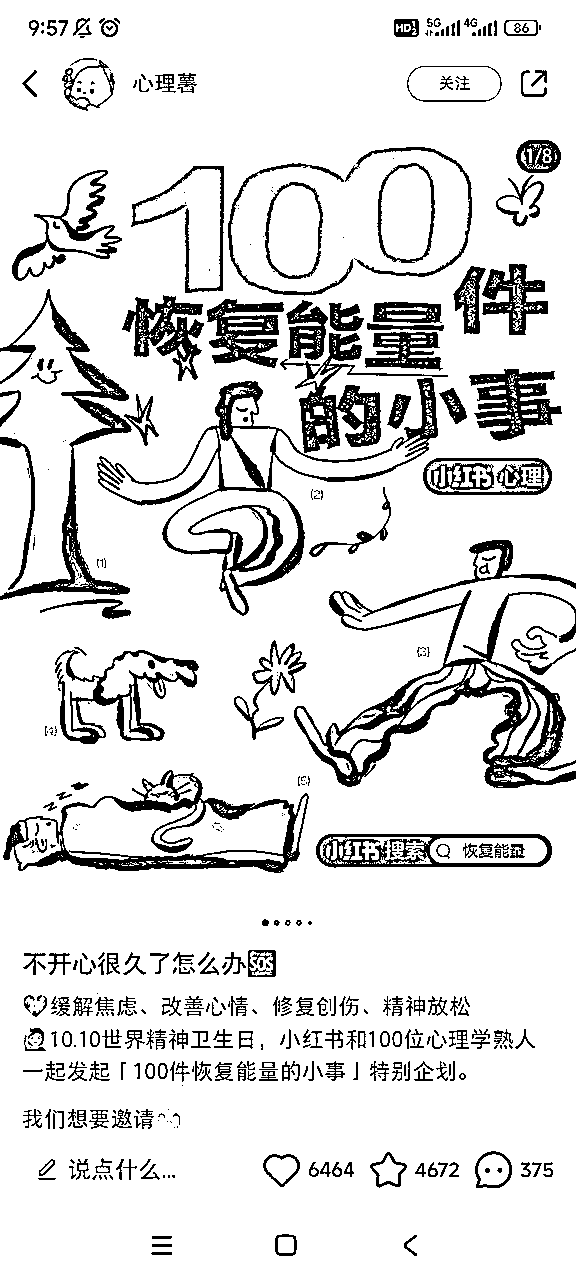 9:57
HD 5G 4G 86
心理薯
关注
1/8
100
恢复能量件
的小事
小红书 心理
(1)
(2)
(3)
(4)
(5)
zzz
小红书 搜索 恢复能量
不开心很久了怎么办🆘
缓解焦虑、改善心情、修复创伤、精神放松
10.10世界精神卫生日，小红书和100位心理学熟人
一起发起「100件恢复能量的小事」特别企划。
我们想要邀请
说点什么...
6464
4672
375